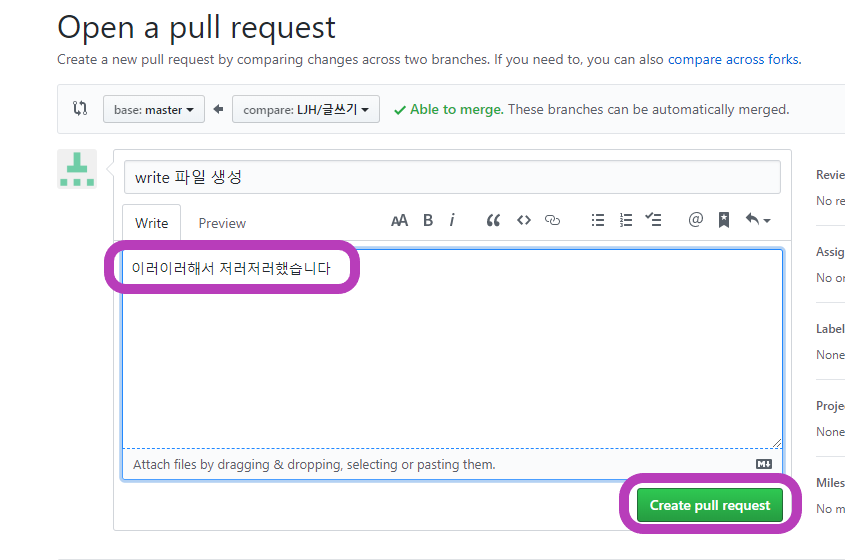 Open a pull request
Create a new pull request by comparing changes across two branches. If you need to, you can also compare across forks.
base: master compare: LJH/글쓰기 Able to merge. These branches can be automatically merged.
write 파일 생성
Write Preview
AA B i @
이러이러해서 저러저러했습니다
Attach files by dragging & dropping, selecting or pasting them.
Create pull request
Revie
No re
Assig
No o
Label
None
Proje
None
Miles
No m